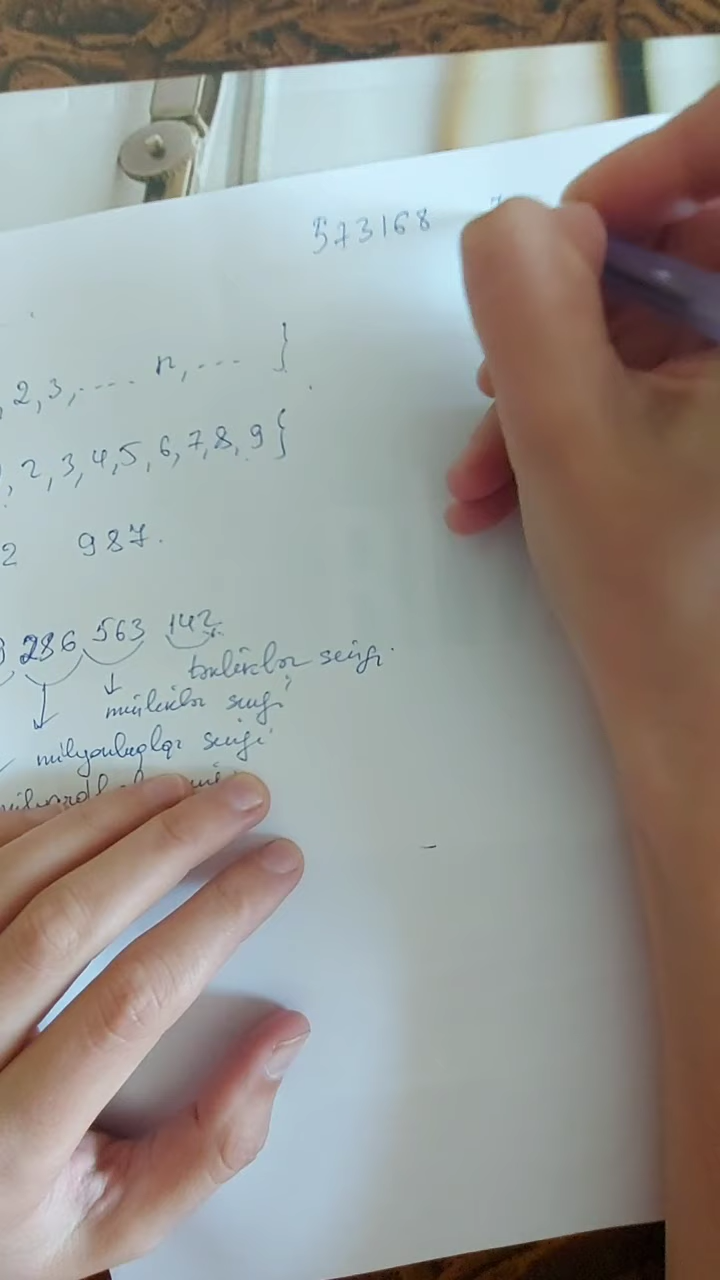 573168
, 2, 3, .... n, ... }
, 2, 3, 4, 5, 6, 7, 8, 9 }
2 987.
286 563 142
təkliklər sinfi.
minliklər sinfi
milyonluqlar sinfi